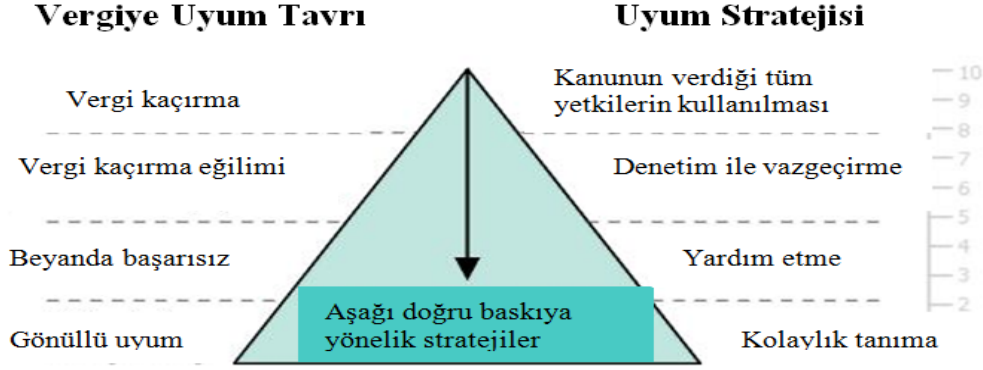 Vergiye Uyum Tavrı
Uyum Stratejisi
Vergi kaçırma
Kanunun verdiği tüm
yetkilerin kullanılması
Vergi kaçırma eğilimi
Denetim ile vazgeçirme
Beyanda başarısız
Yardım etme
Gönüllü uyum
Aşağı doğru baskıya
yönelik stratejiler
Kolaylık tanıma
10
9
8
7
6
5
4
3
2